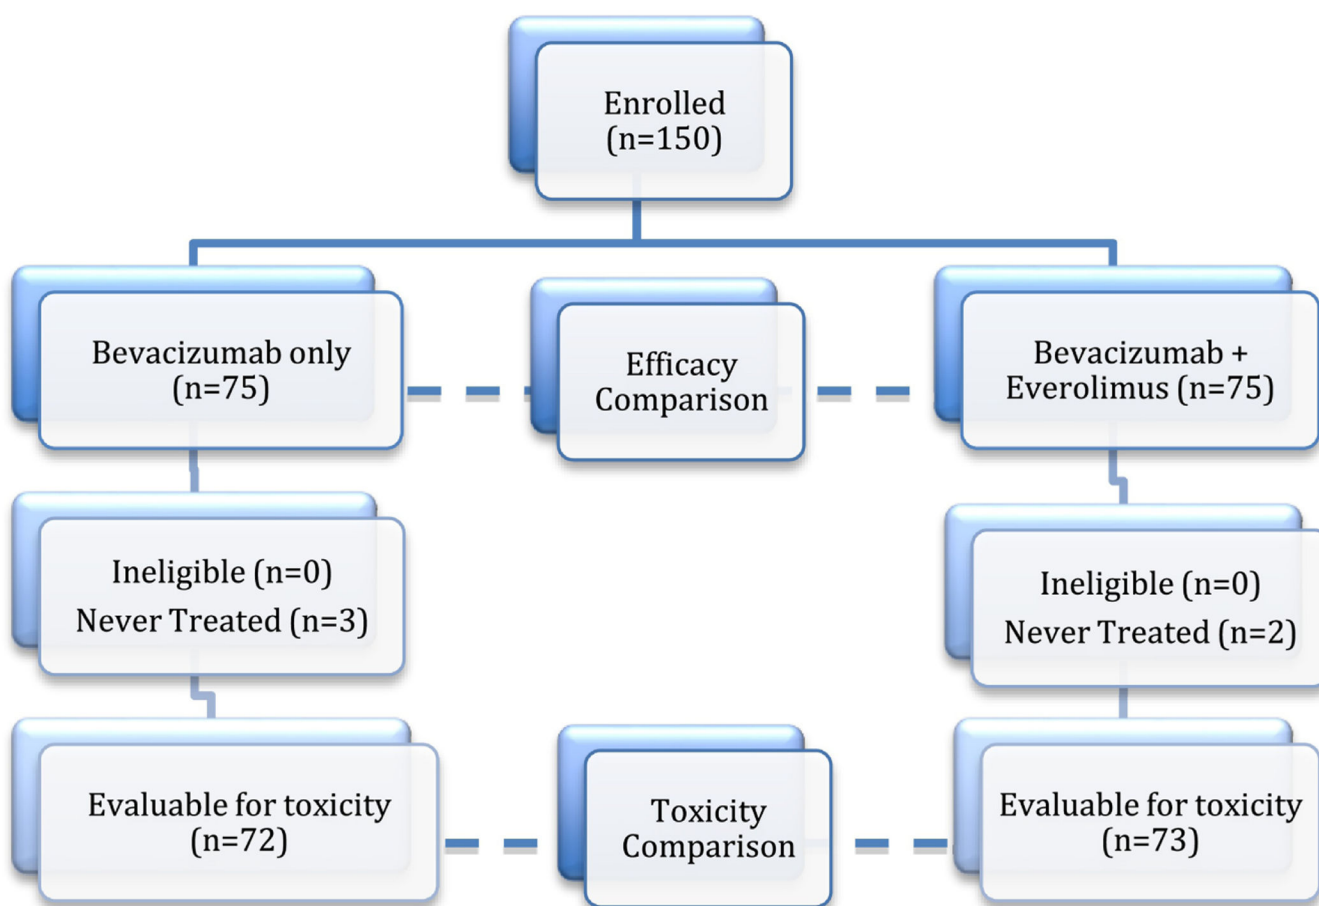 Enrolled
(n=150)
Bevacizumab only
(n=75)
Efficacy
Comparison
Bevacizumab +
Everolimus (n=75)
Ineligible (n=0)
Never Treated (n=3)
Ineligible (n=0)
Never Treated (n=2)
Evaluable for toxicity
(n=72)
Toxicity
Comparison
Evaluable for toxicity
(n=73)